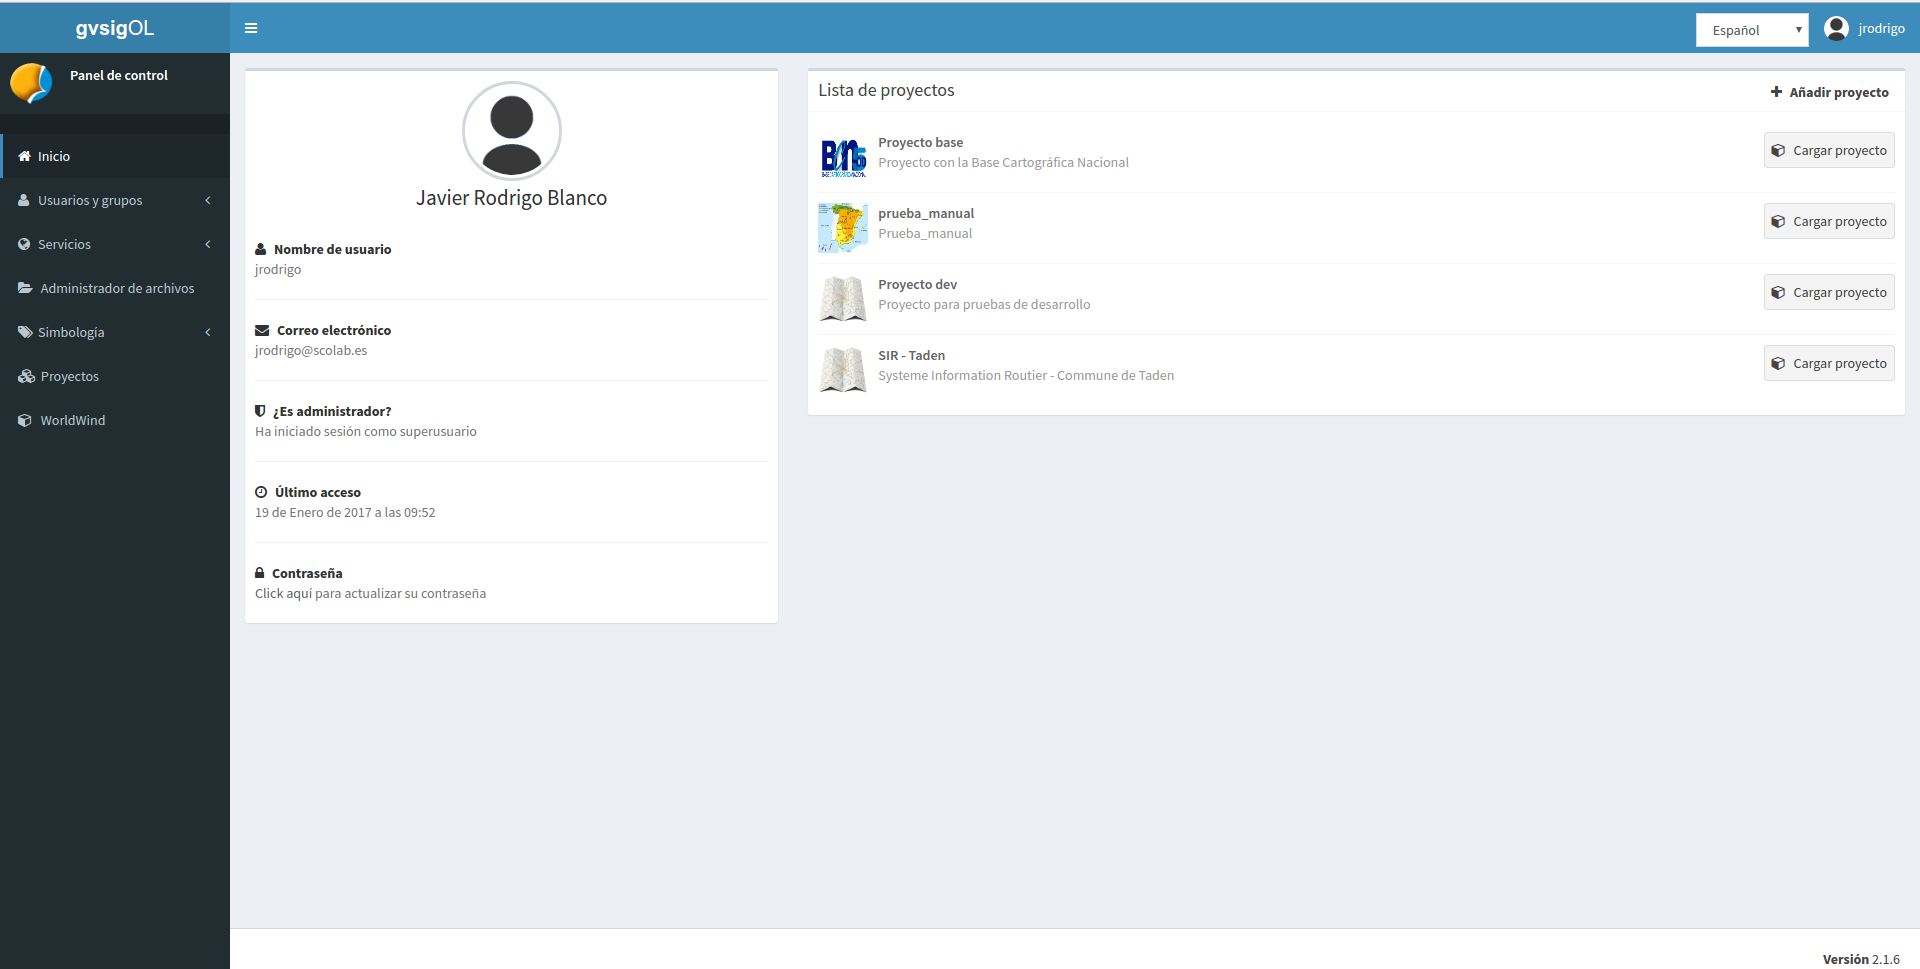 gvsigOL
Español
jrodrigo
Panel de control
Inicio
Usuarios y grupos
Servicios
Administrador de archivos
Simbología
Proyectos
WorldWind
Javier Rodrigo Blanco
Nombre de usuario
jrodrigo
Correo electrónico
jrodrigo@scolab.es
¿Es administrador?
Ha iniciado sesión como superusuario
Último acceso
19 de Enero de 2017 a las 09:52
Contraseña
Click aquí para actualizar su contraseña
Lista de proyectos
Añadir proyecto
Proyecto base
Proyecto con la Base Cartográfica Nacional
Cargar proyecto
prueba_manual
Prueba_manual
Cargar proyecto
Proyecto dev
Proyecto para pruebas de desarrollo
Cargar proyecto
SIR - Taden
Systeme Information Routier - Commune de Taden
Cargar proyecto
Versión 2.1.6